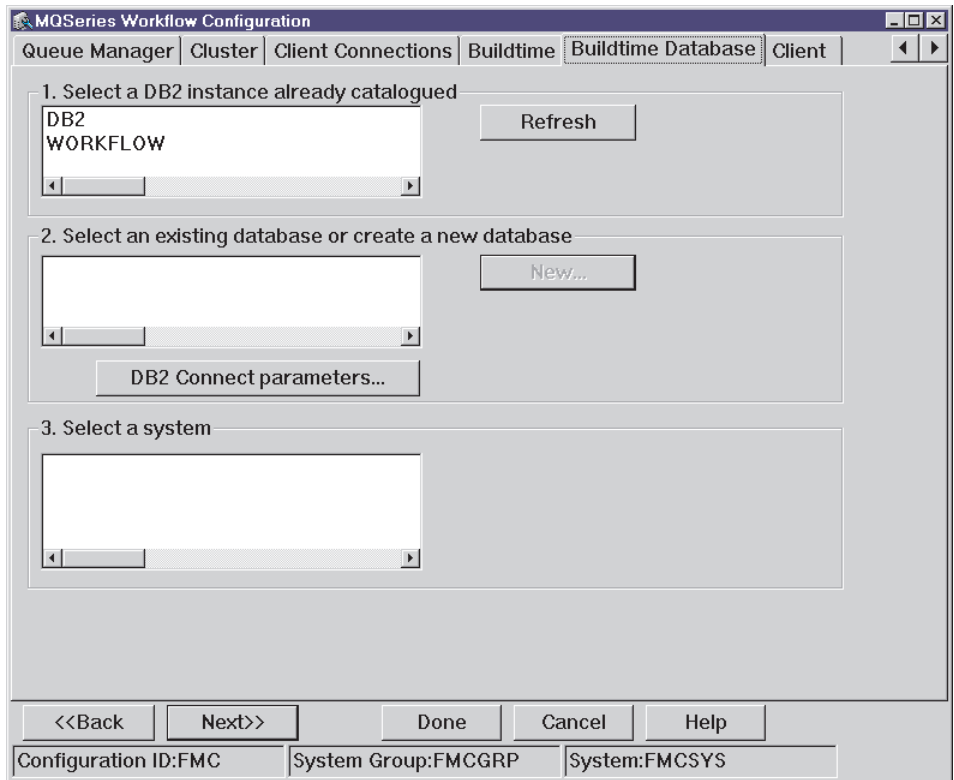 MQSeries Workflow Configuration
Queue Manager Cluster Client Connections Buildtime Buildtime Database Client
1. Select a DB2 instance already catalogued
DB2
WORKFLOW
Refresh
2. Select an existing database or create a new database
New...
DB2 Connect parameters...
3. Select a system
<<Back Next>> Done Cancel Help
Configuration ID:FMC System Group:FMCGRP System:FMCSYS